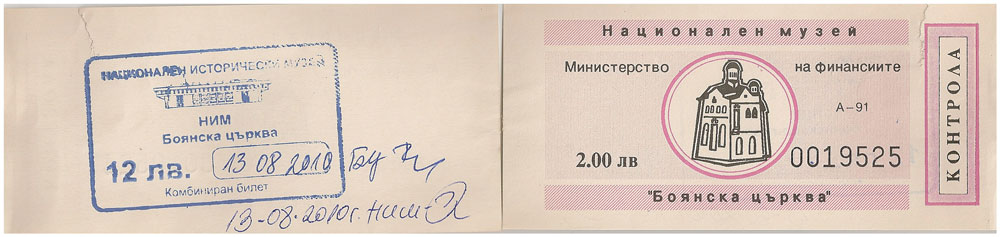 НАЦИОНАЛЕН ИСТОРИЧЕСКИ МУЗЕЙ
НИМ
Боянска църква
12 лв.
13 08 2010
Комбиниран билет
13-08-2010г. НИМ
Национален музей
Министерство
на финансиите
А-91
2.00 лв
0019525
"Боянска църква"
КОНТРОЛА